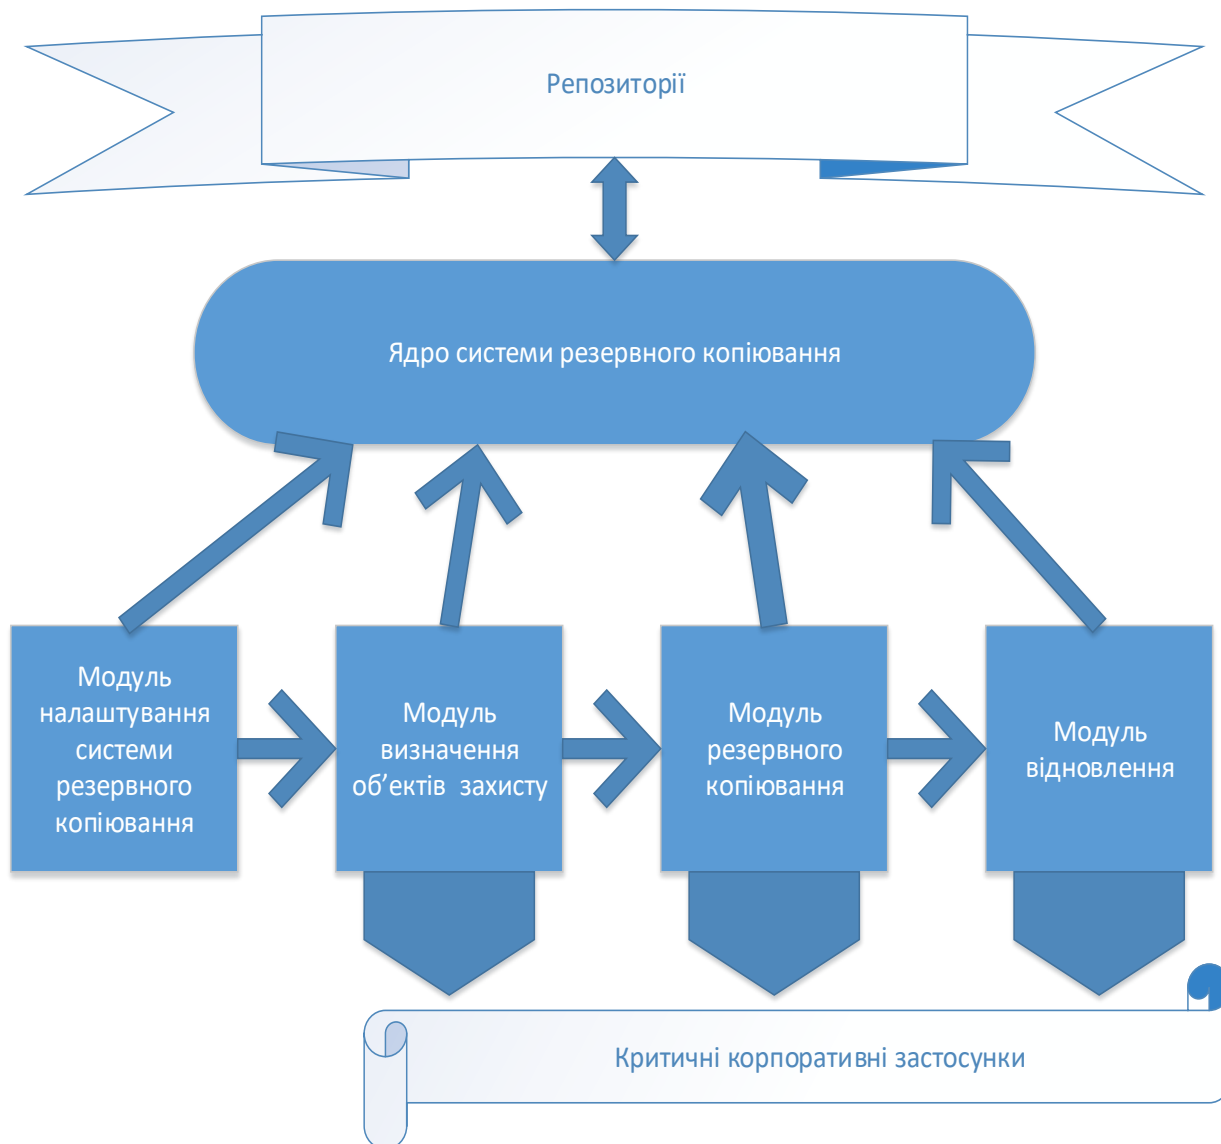 Репозиторії
Ядро системи резервного копіювання
Модуль
налаштування
системи
резервного
копіювання
Модуль
визначення
об’ектів захисту
Модуль
резервного
копіювання
Модуль
відновлення
Критичні корпоративні застосунки